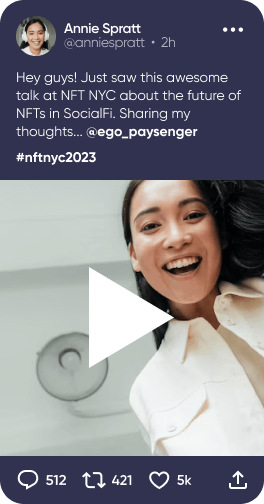 Annie Spratt
@anniespratt • 2h
Hey guys! Just saw this awesome
talk at NFT NYC about the future of
NFTs in SocialFi. Sharing my
thoughts... @ego_paysenger
#nftnyc2023
512 421 5k